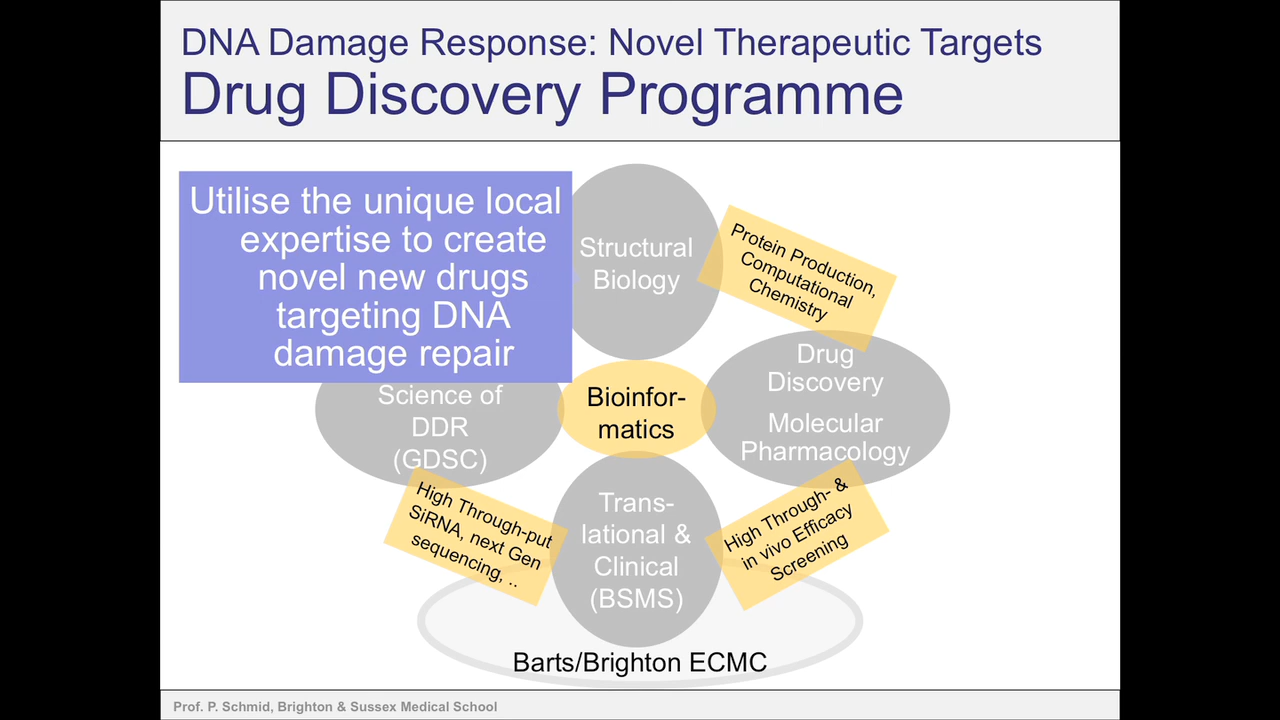 DNA Damage Response: Novel Therapeutic Targets
Drug Discovery Programme
Utilise the unique local
expertise to create
novel new drugs
targeting DNA
damage repair
Structural
Biology
Protein Production,
Computational
Chemistry
Drug
Discovery
Molecular
Pharmacology
Science of
DDR
(GDSC)
Bioinfor-
matics
High Through-put
SiRNA, next Gen
sequencing, ..
Trans-
lational &
Clinical
(BSMS)
High Through- &
in vivo Efficacy
Screening
Barts/Brighton ECMC
Prof. P. Schmid, Brighton & Sussex Medical School